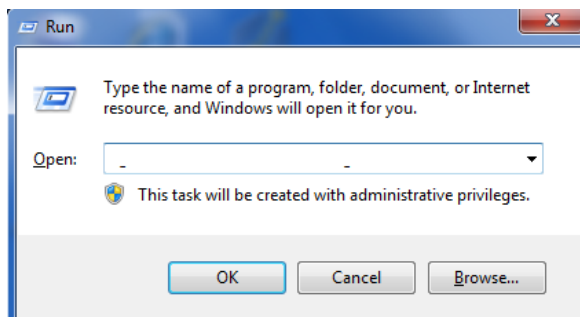 Run
Type the name of a program, folder, document, or Internet
resource, and Windows will open it for you.
Open:
This task will be created with administrative privileges.
OK
Cancel
Browse...